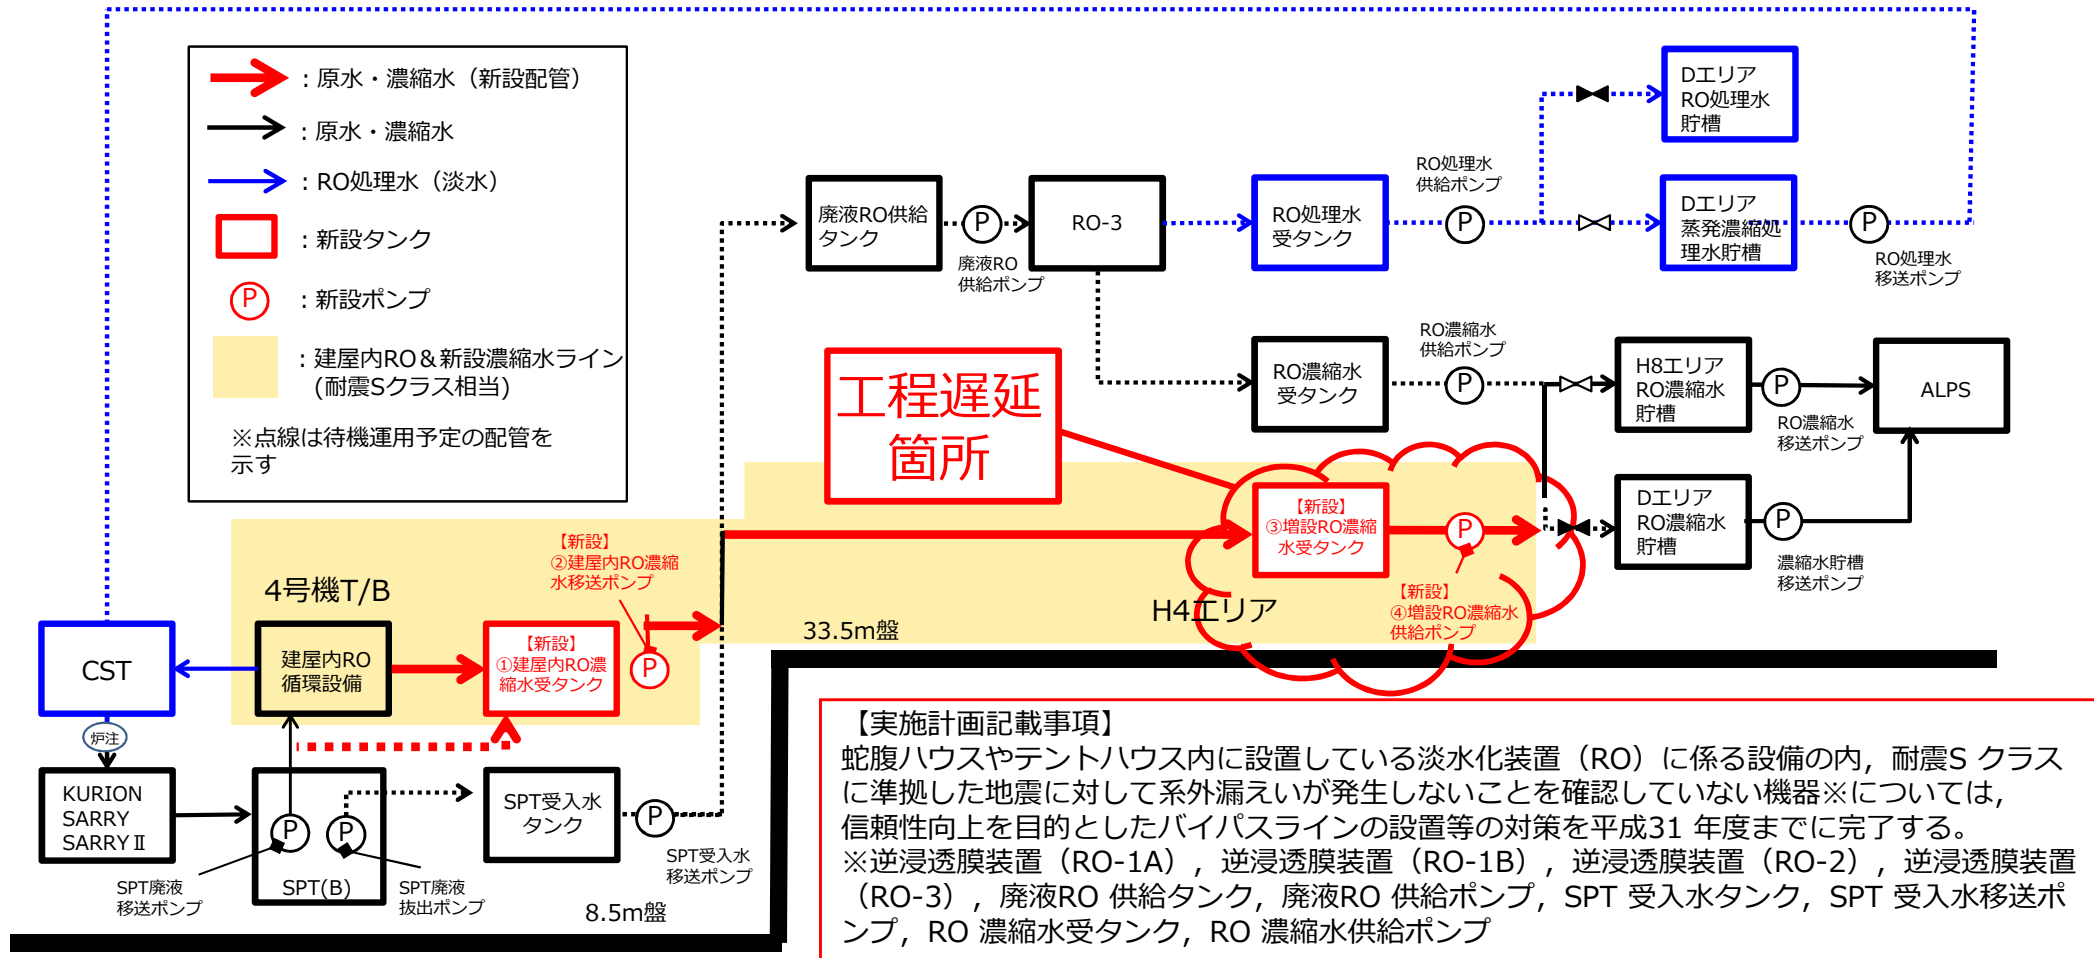 ：原水・濃縮水（新設配管）
：原水・濃縮水
：RO処理水（淡水）
：新設タンク
P
：新設ポンプ
：建屋内RO＆新設濃縮水ライン
(耐震Sクラス相当)
※点線は待機運用予定の配管を
示す
Dエリア
RO処理水
貯槽
RO処理水
供給ポンプ
廃液RO供給
タンク
P
廃液RO
供給ポンプ
RO-3
RO処理水
受タンク
P
Dエリア
蒸発濃縮処
理水貯槽
P
RO処理水
移送ポンプ
RO濃縮水
供給ポンプ
RO濃縮水
受タンク
P
H8エリア
RO濃縮水
貯槽
P
RO濃縮水
移送ポンプ
ALPS
工程遅延
箇所
【新設】
③増設RO濃縮
水受タンク
P
【新設】
④増設RO濃縮水
供給ポンプ
Dエリア
RO濃縮水
貯槽
P
濃縮水貯槽
移送ポンプ
H4エリア
33.5m盤
【新設】
②建屋内RO濃縮
水移送ポンプ
4号機T/B
CST
建屋内RO
循環設備
【新設】
①建屋内RO濃
縮水受タンク
P
炉注
KURION
SARRY
SARRYⅡ
P
P
SPT(B)
SPT廃液
移送ポンプ
SPT廃液
抜出ポンプ
SPT受入水
タンク
P
SPT受入水
移送ポンプ
8.5m盤
【実施計画記載事項】
蛇腹ハウスやテントハウス内に設置している淡水化装置（RO）に係る設備の内，耐震S クラス
に準拠した地震に対して系外漏えいが発生しないことを確認していない機器※については，
信頼性向上を目的としたバイパスラインの設置等の対策を平成31 年度までに完了する。
※逆浸透膜装置（RO-1A），逆浸透膜装置（RO-1B），逆浸透膜装置（RO-2），逆浸透膜装置
（RO-3），廃液RO 供給タンク，廃液RO 供給ポンプ，SPT 受入水タンク，SPT 受入水移送ポ
ンプ，RO 濃縮水受タンク，RO 濃縮水供給ポンプ